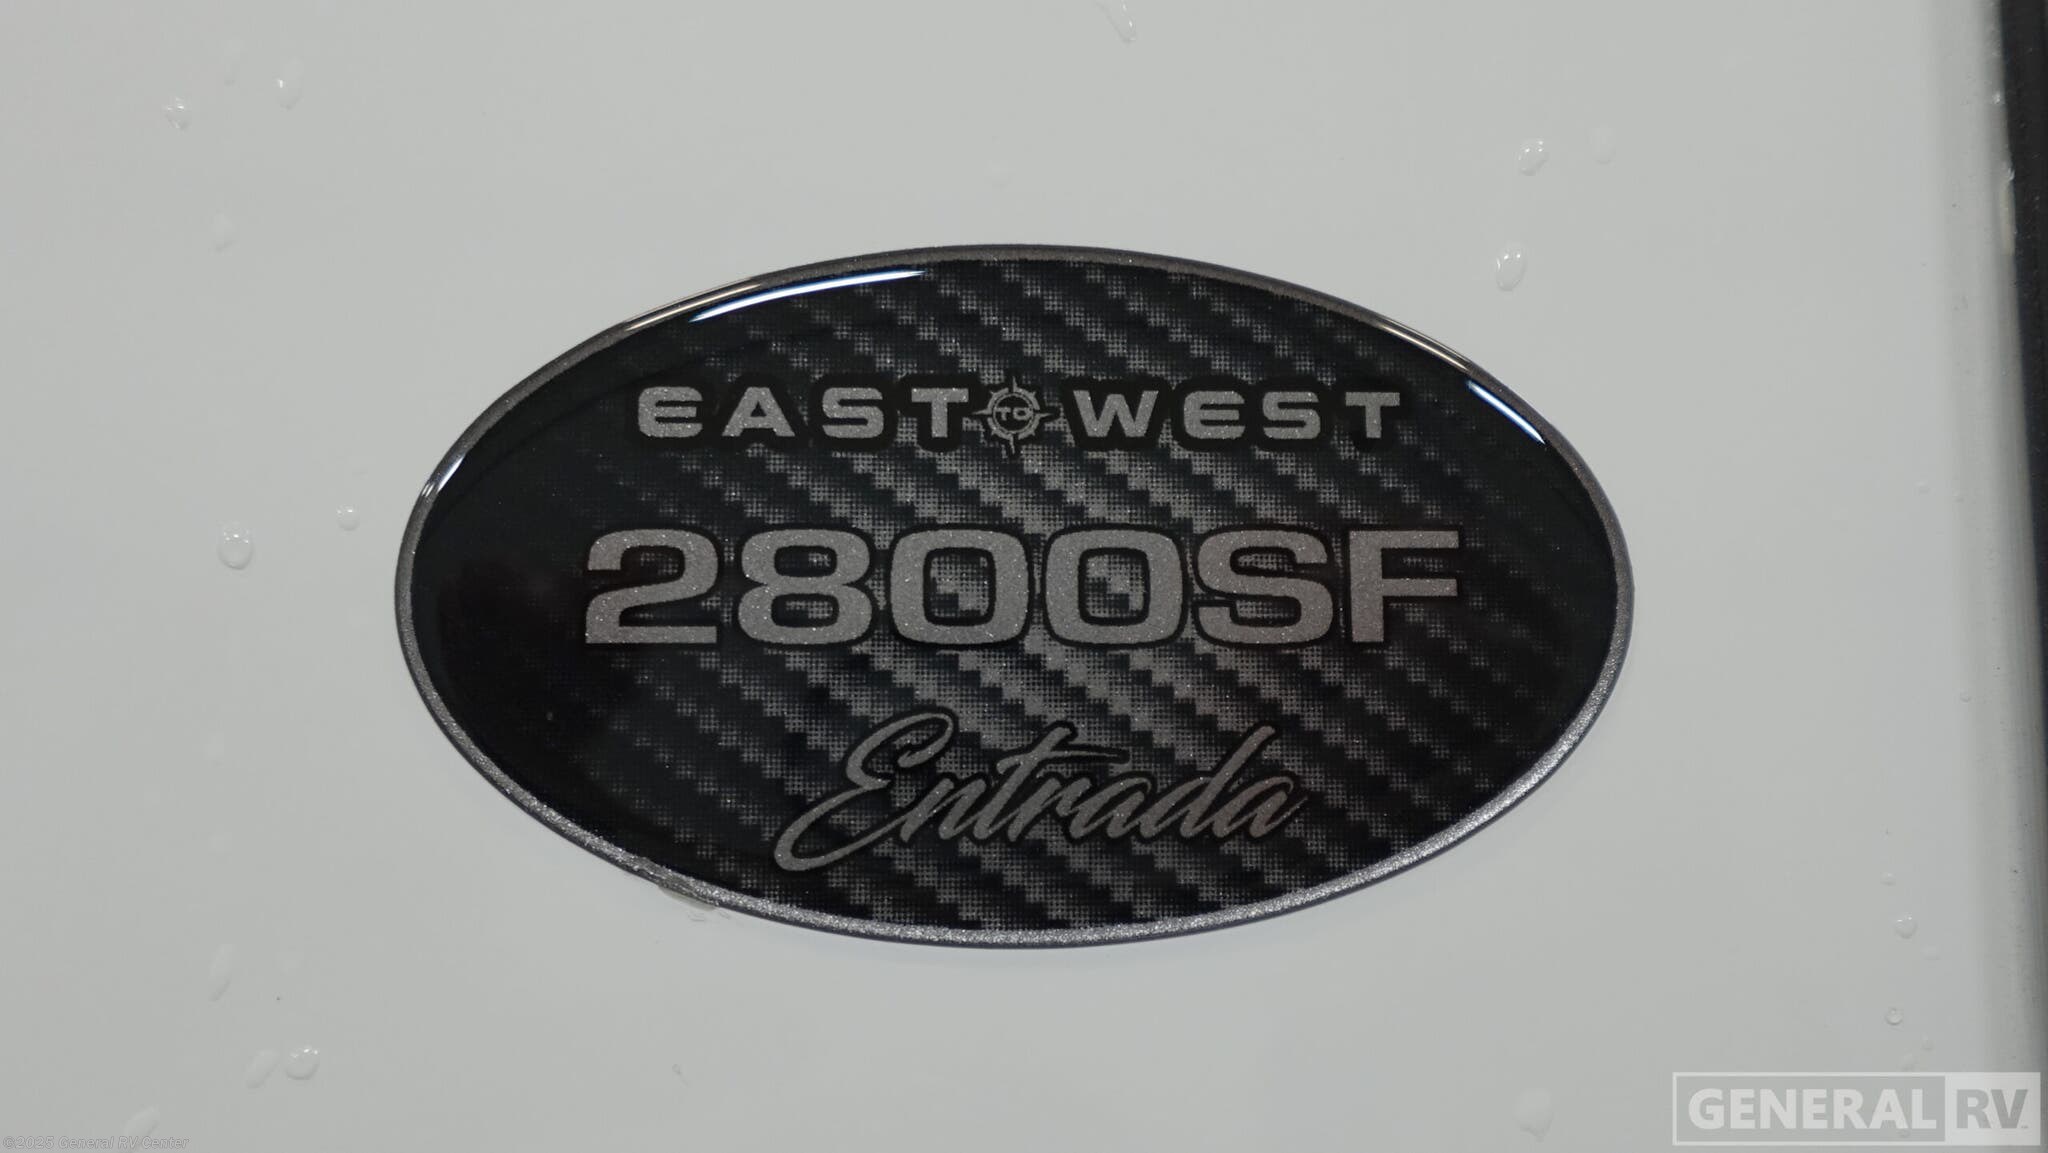 EAST TO WEST
2800SF
Entrada
GENERAL RV
©2025 General RV Center